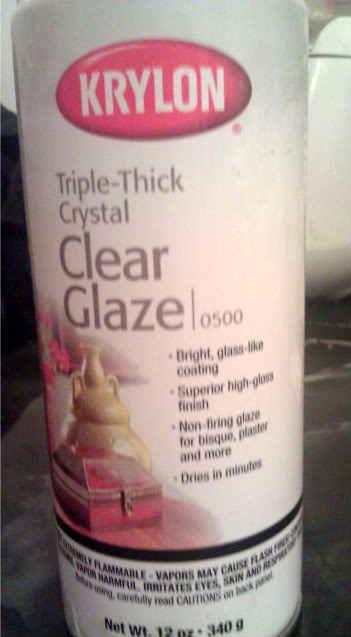 KRYLON
Triple-Thick
Crystal
Clear
Glaze 0500
· Bright, glass-like
coating
· Superior high-gloss
finish
· Non-firing glaze
for bisque, plaster
and more
· Dries in minutes
EXTREMELY FLAMMABLE - VAPORS MAY CAUSE FLASH FIRES
VAPOR HARMFUL. IRRITATES EYES, SKIN AND
Before using, carefully read CAUTIONS on back panel.
Net Wt. 12 oz · 340 g